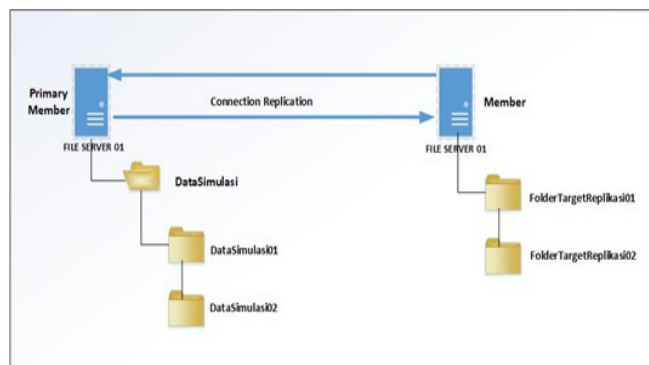 Primary
Member
Connection Replication
Member
FILE SERVER 01
FILE SERVER 01
DataSimulasi
FolderTargetReplikasi01
DataSimulasi01
FolderTargetReplikasi02
DataSimulasi02